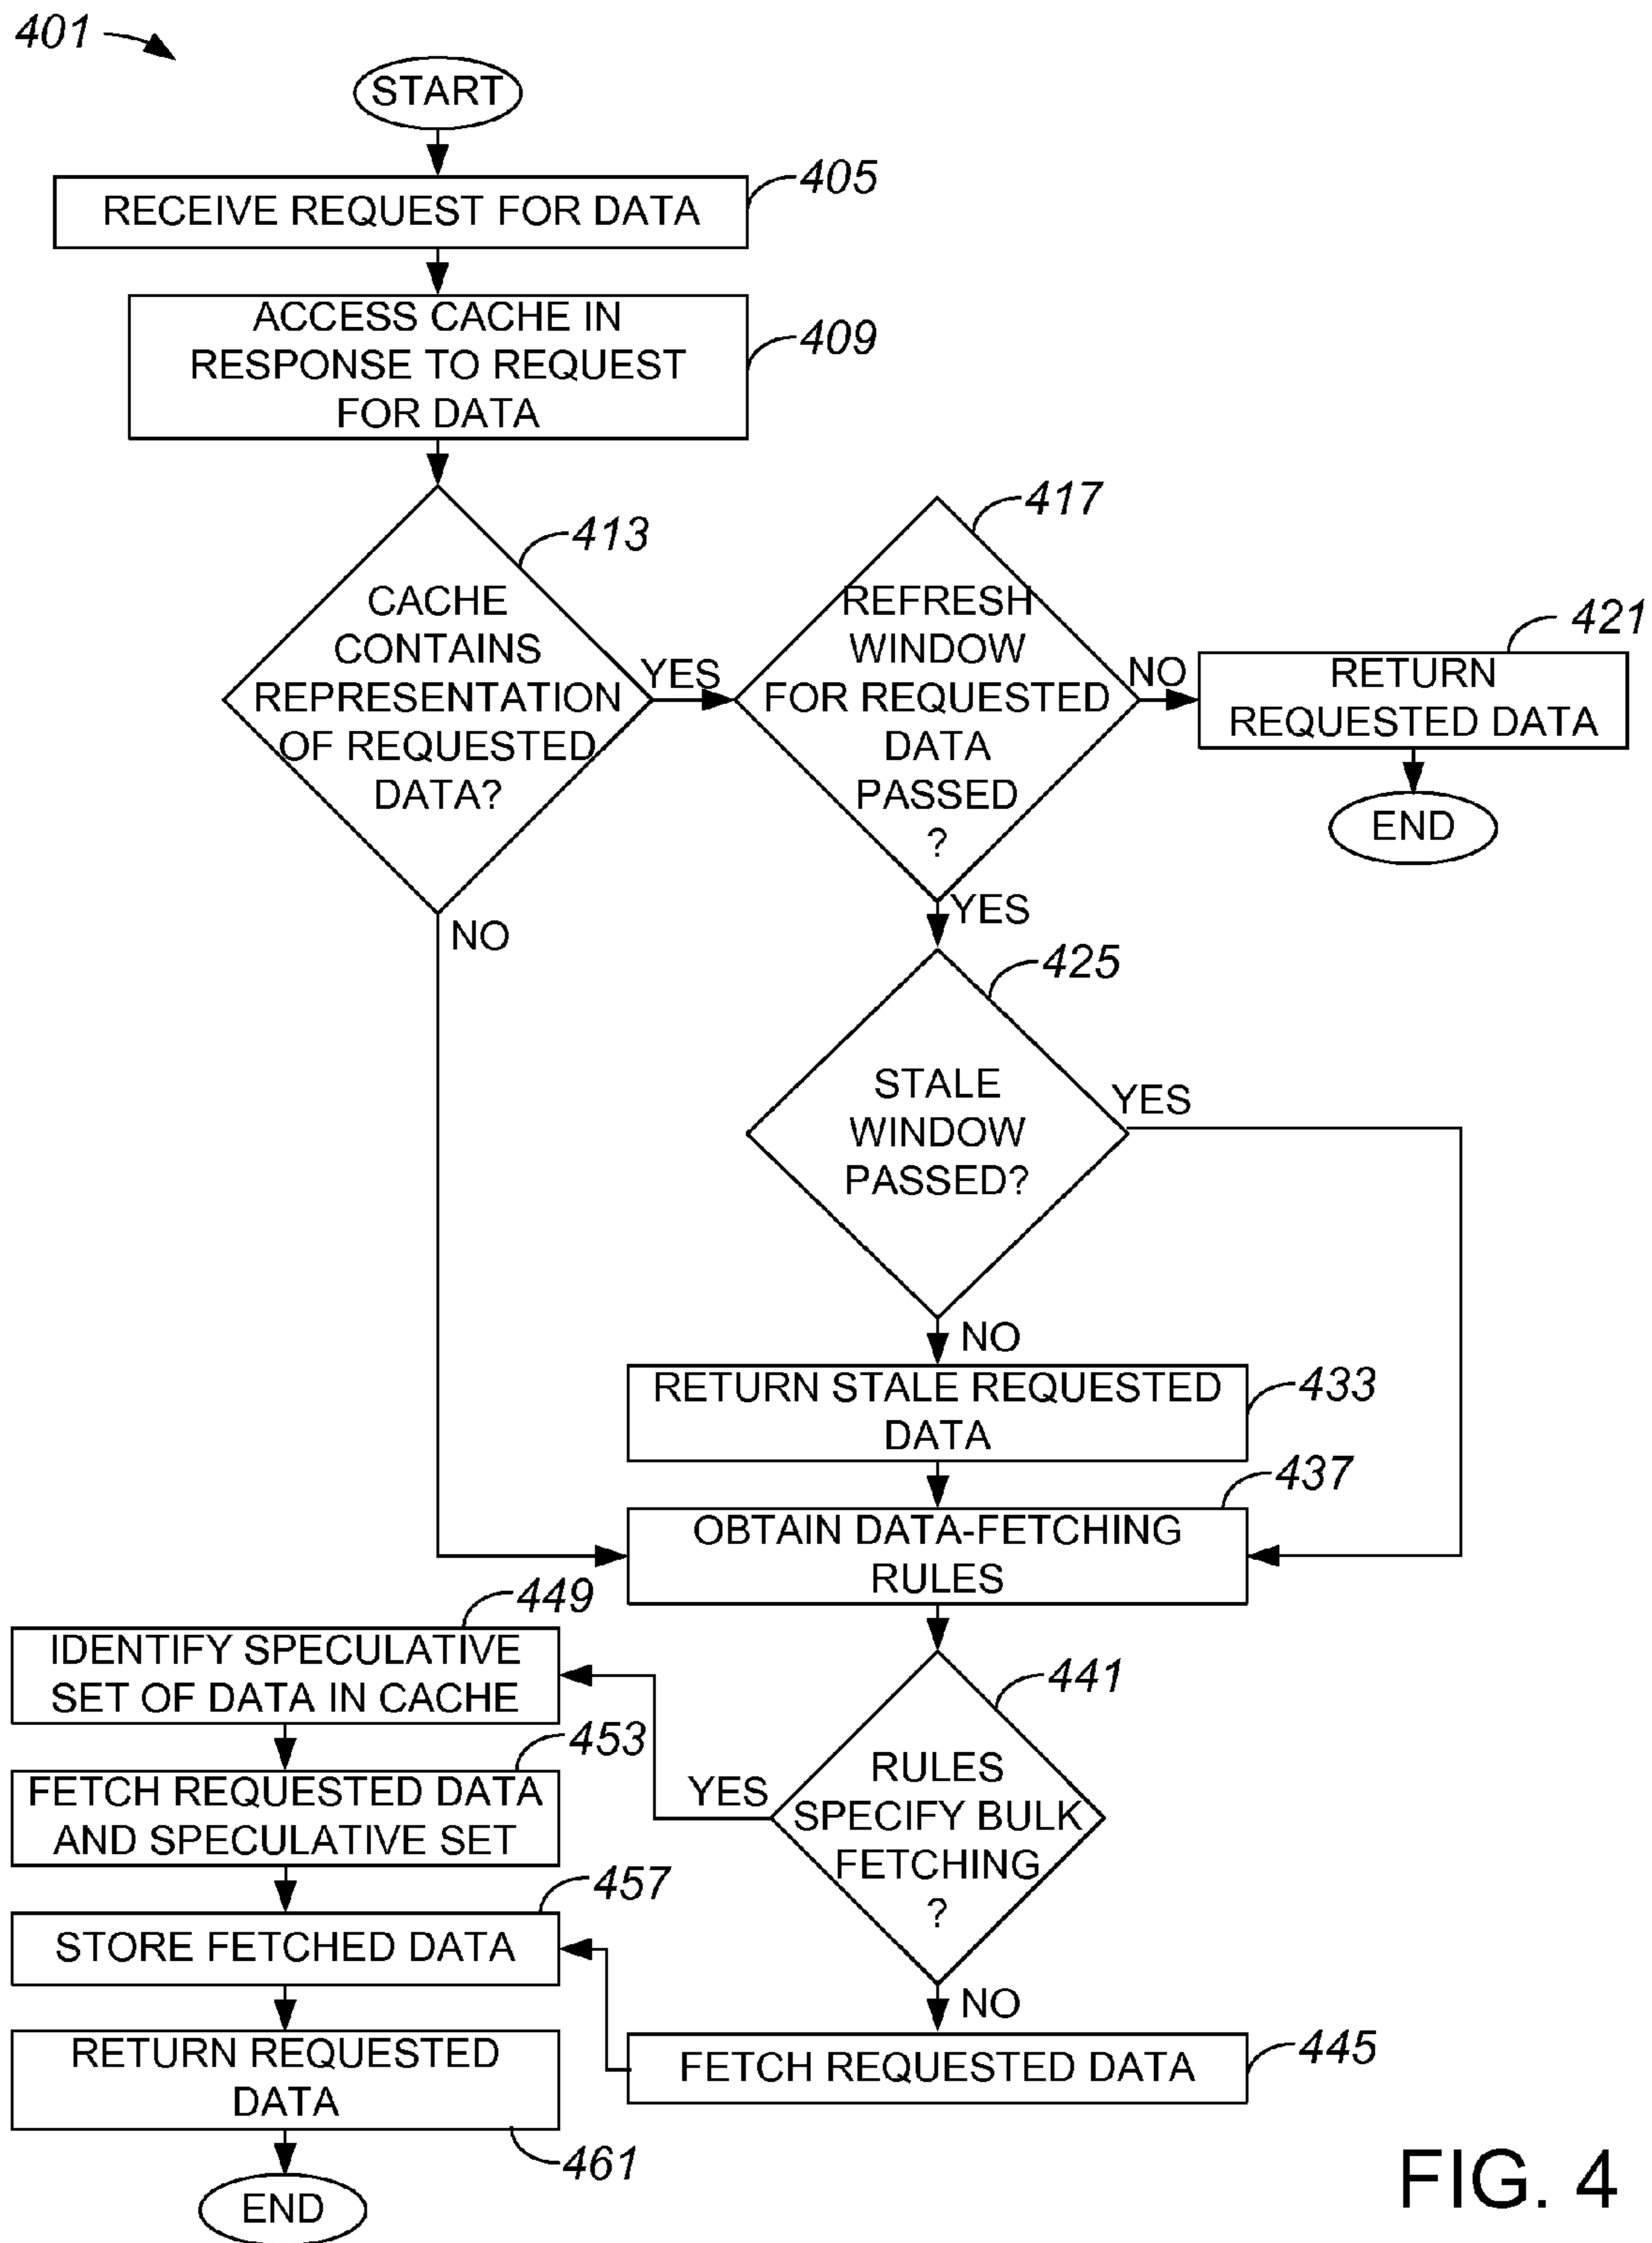 401
START
RECEIVE REQUEST FOR DATA
405
ACCESS CACHE IN
RESPONSE TO REQUEST
FOR DATA
409
413
CACHE
CONTAINS
REPRESENTATION
OF REQUESTED
DATA?
YES
NO
417
REFRESH
WINDOW
FOR REQUESTED
DATA
PASSED
?
NO
YES
421
RETURN
REQUESTED DATA
END
425
STALE
WINDOW
PASSED?
YES
NO
RETURN STALE REQUESTED
DATA
433
437
OBTAIN DATA-FETCHING
RULES
441
RULES
SPECIFY BULK
FETCHING
?
YES
NO
449
IDENTIFY SPECULATIVE
SET OF DATA IN CACHE
453
FETCH REQUESTED DATA
AND SPECULATIVE SET
457
STORE FETCHED DATA
FETCH REQUESTED DATA
445
RETURN REQUESTED
DATA
461
END
FIG. 4